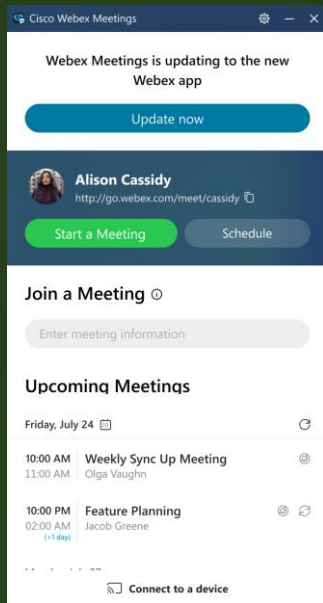 Cisco Webex Meetings
Webex Meetings is updating to the new
Webex app
Update now
Alison Cassidy
http://go.webex.com/meet/cassidy
Start a Meeting
Schedule
Join a Meeting
Enter meeting information
Upcoming Meetings
Friday, July 24
10:00 AM Weekly Sync Up Meeting
11:00 AM Olga Vaughn
10:00 PM Feature Planning
02:00 AM Jacob Greene
(+1 day)
Connect to a device